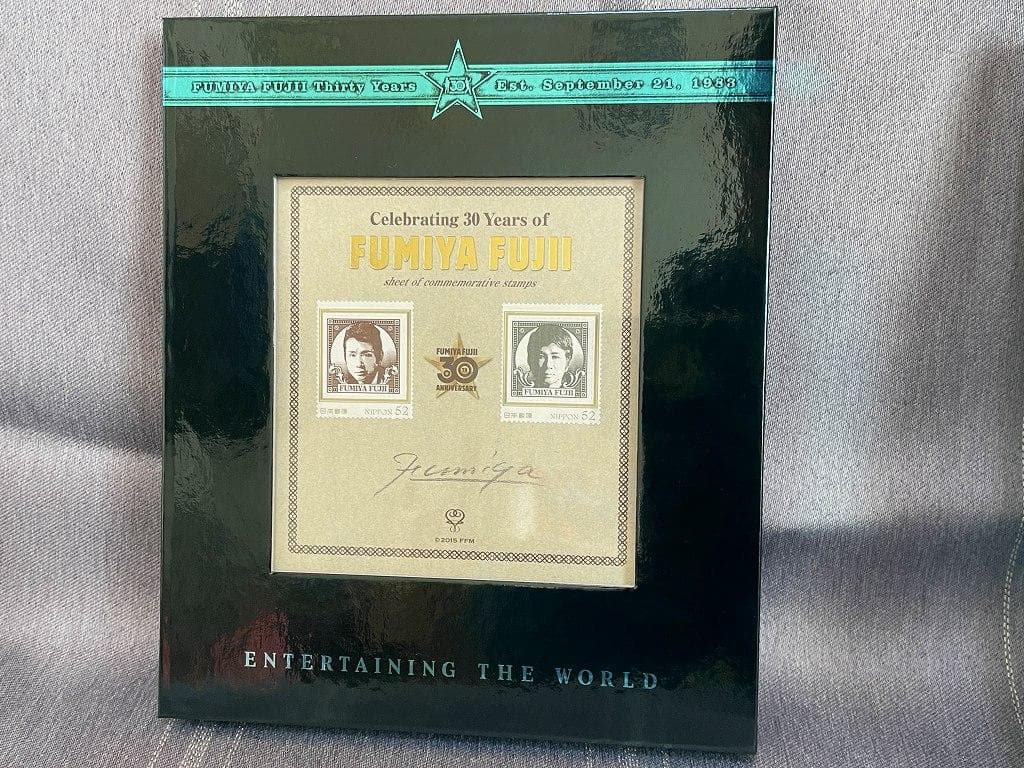 FUMIYA FUJII Thirty Years 30 Est. September 21, 1983
Celebrating 30 Years of
FUMIYA FUJII
sheet of commemorative stamps
FUMIYA FUJII
日本郵便 NIPPON 52
FUMIYA FUJII
30th
ANNIVERSARY
FUMIYA FUJII
日本郵便 NIPPON 52
Fumiya
©2015 FFM
ENTERTAINING THE WORLD